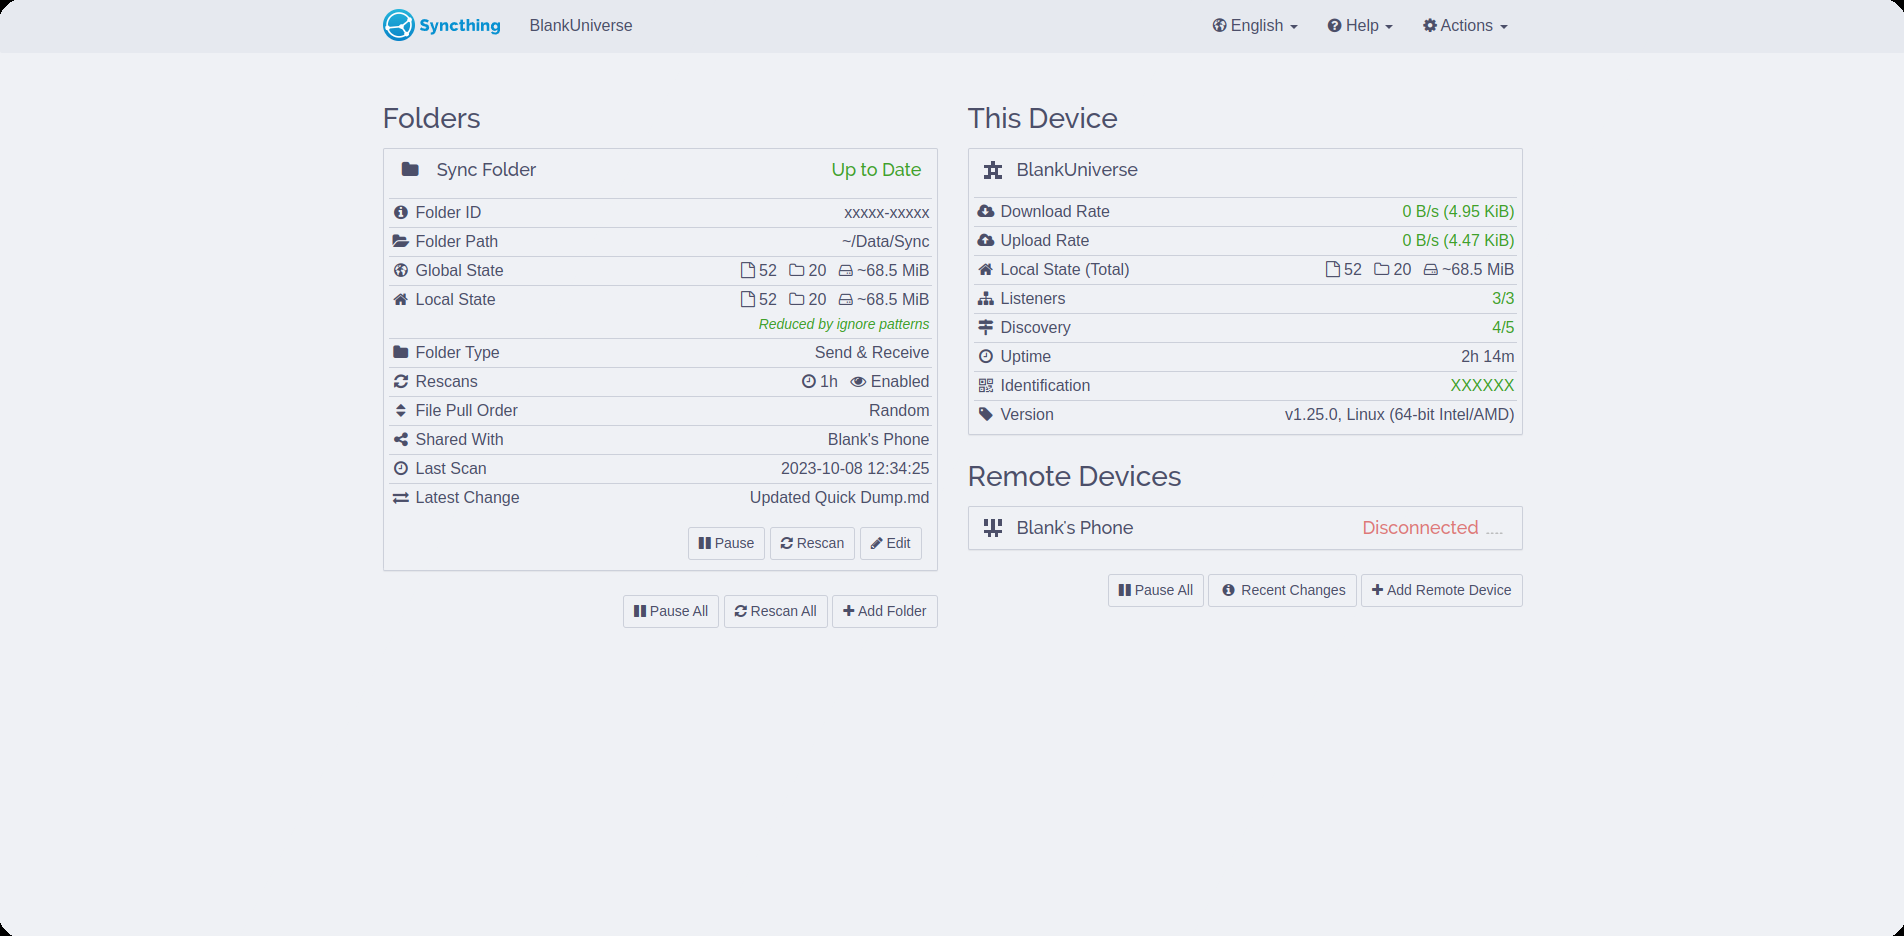 Syncthing BlankUniverse English Help Actions
Folders
Sync Folder Up to Date
Folder ID xxxxx-xxxxx
Folder Path ~/Data/Sync
Global State 52 20 ~68.5 MiB
Local State 52 20 ~68.5 MiB
Reduced by ignore patterns
Folder Type Send & Receive
Rescans 1h Enabled
File Pull Order Random
Shared With Blank's Phone
Last Scan 2023-10-08 12:34:25
Latest Change Updated Quick Dump.md
Pause Rescan Edit
Pause All Rescan All Add Folder
This Device
BlankUniverse
Download Rate 0 B/s (4.95 KiB)
Upload Rate 0 B/s (4.47 KiB)
Local State (Total) 52 20 ~68.5 MiB
Listeners 3/3
Discovery 4/5
Uptime 2h 14m
Identification XXXXXX
Version v1.25.0, Linux (64-bit Intel/AMD)
Remote Devices
Blank's Phone Disconnected
Pause All Recent Changes Add Remote Device